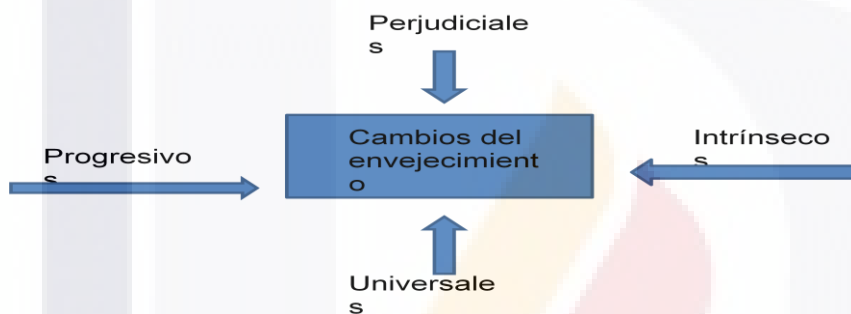 Perjudiciale
s
Cambios del
envejecimient
o
Progresivo
s
Intrínseco
s
Universale
s